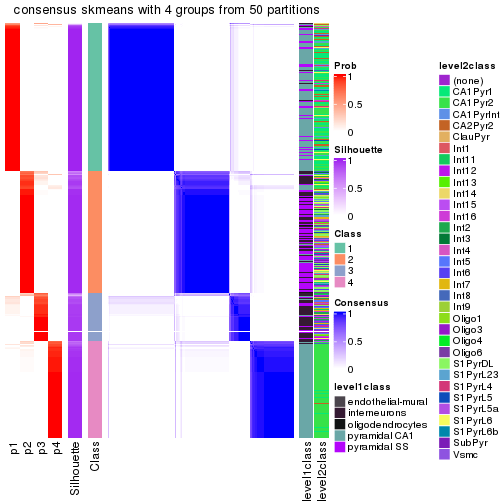 consensus skmeans with 4 groups from 50 partitions
p1
p2
p3
p4
Silhouette
Class
level1class
level2class
Prob
1
0.5
0
Silhouette
1
0.5
0
Class
1
2
3
4
Consensus
1
0.5
0
level1class
endothelial-mural
interneurons
oligodendrocytes
pyramidal CA1
pyramidal SS
level2class
(none)
CA1Pyr1
CA1Pyr2
CA1PyrInt
CA2Pyr2
ClauPyr
Int1
Int11
Int12
Int13
Int14
Int15
Int16
Int2
Int3
Int4
Int5
Int6
Int7
Int8
Int9
Oligo1
Oligo3
Oligo4
Oligo6
S1PyrDL
S1PyrL23
S1PyrL4
S1PyrL5
S1PyrL5a
S1PyrL6
S1PyrL6b
SubPyr
Vsmc